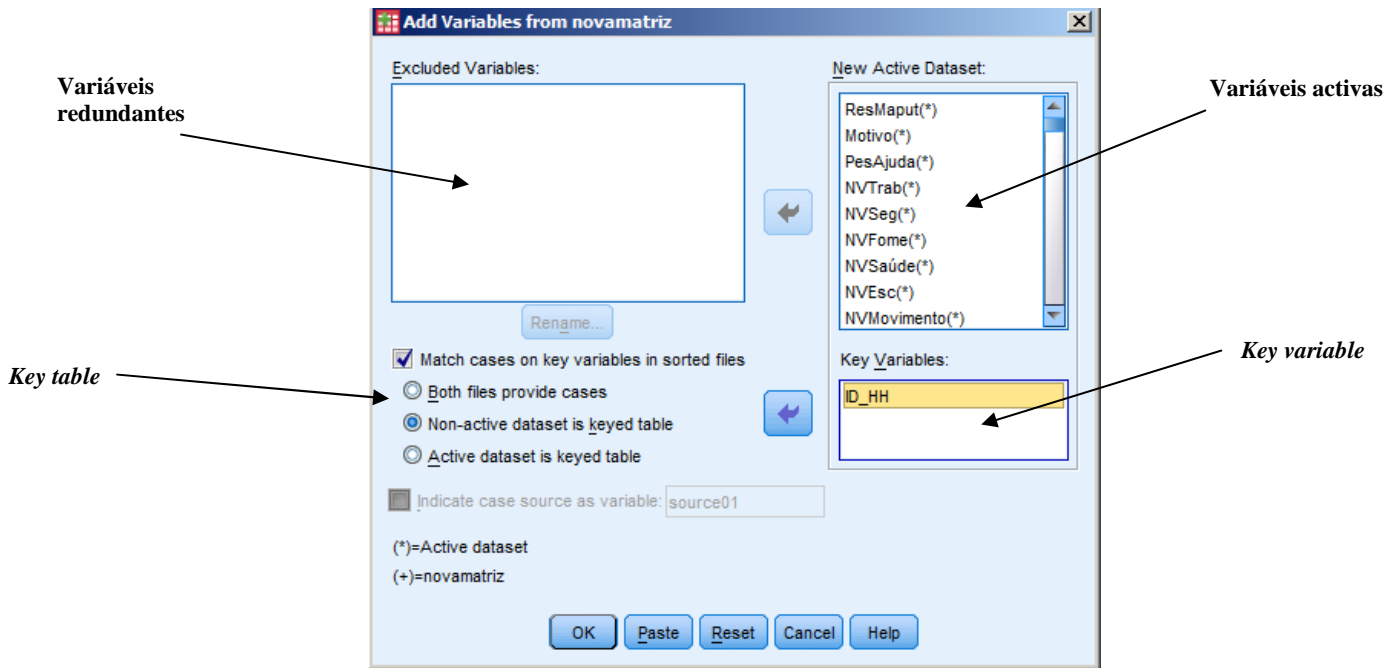 Add Variables from novamatriz
Excluded Variables:
New Active Dataset:
Variáveis
redundantes
Variáveis activas
ResMaput(*)
Motivo(*)
PesAjuda(*)
NVTrab(*)
NVSeg(*)
NVFome(*)
NVSaúde(*)
NVEsc(*)
NVMovimento(*)
Rename...
Key table
Match cases on key variables in sorted files
Both files provide cases
Non-active dataset is keyed table
Active dataset is keyed table
Key Variables:
ID_HH
Key variable
Indicate case source as variable: source01
(*)=Active dataset
(+)=novamatriz
OK Paste Reset Cancel Help